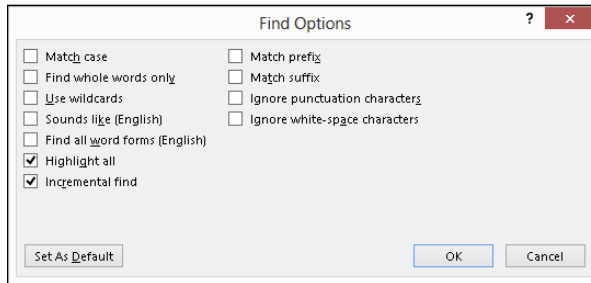 Find Options
? ×
Match case
Find whole words only
Use wildcards
Sounds like (English)
Find all word forms (English)
Highlight all
Incremental find
Match prefix
Match suffix
Ignore punctuation characters
Ignore white-space characters
Set As Default
OK
Cancel